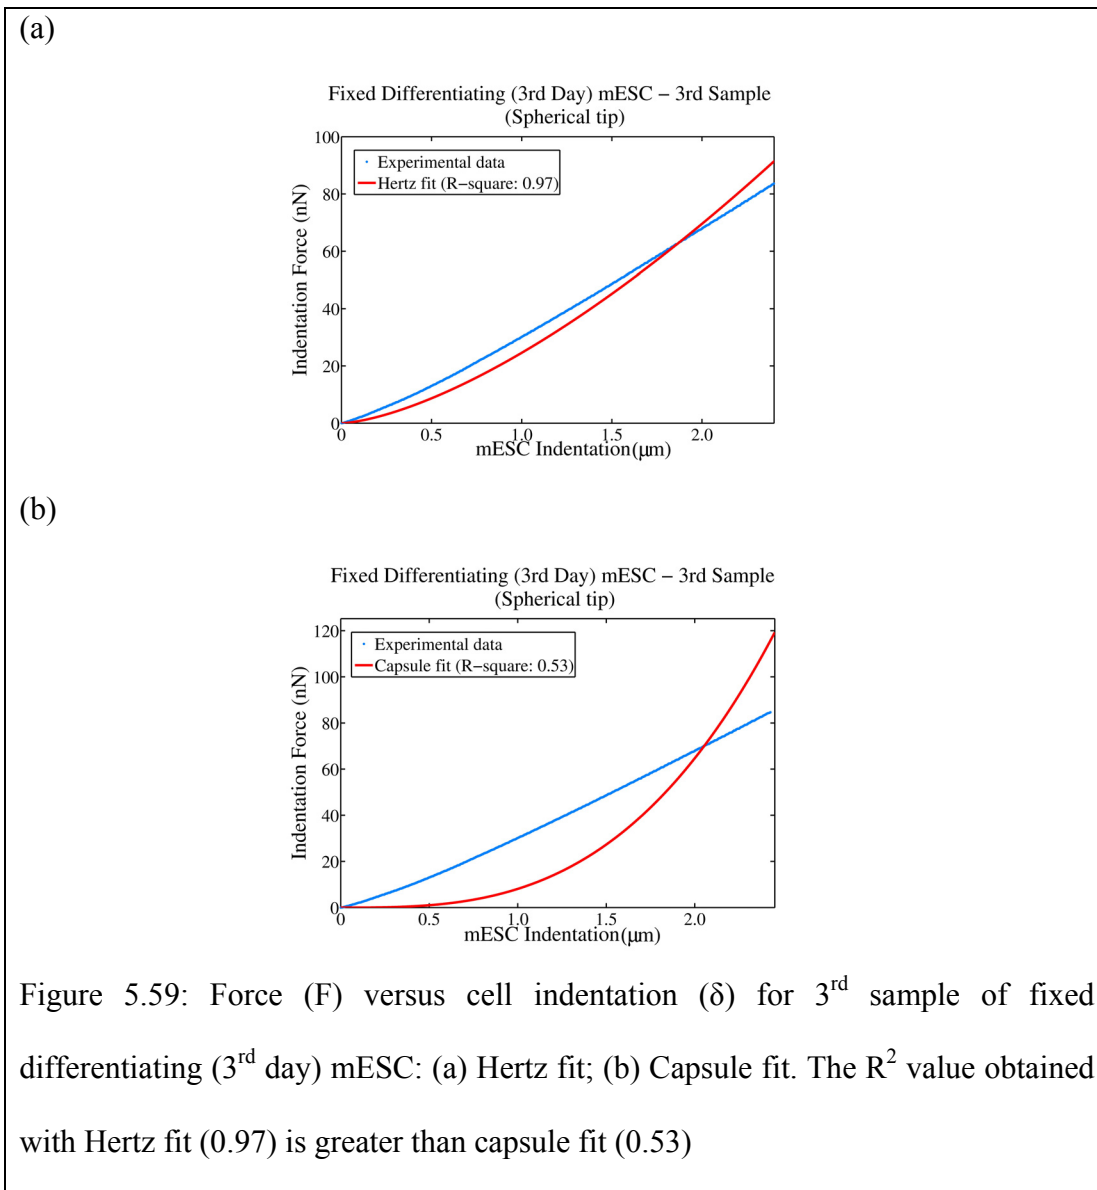 (a)
Fixed Differentiating (3rd Day) mESC − 3rd Sample
(Spherical tip)
100
80
60
40
20
0
Indentation Force (nN)
Experimental data
Hertz fit (R−square: 0.97)
0 0.5 1.0 1.5 2.0
mESC Indentation(μm)
(b)
Fixed Differentiating (3rd Day) mESC − 3rd Sample
(Spherical tip)
120
100
80
60
40
20
0
Indentation Force (nN)
Experimental data
Capsule fit (R−square: 0.53)
0 0.5 1.0 1.5 2.0
mESC Indentation(μm)
Figure 5.59: Force (F) versus cell indentation (δ) for 3rd sample of fixed
differentiating (3rd day) mESC: (a) Hertz fit; (b) Capsule fit. The R2 value obtained
with Hertz fit (0.97) is greater than capsule fit (0.53)